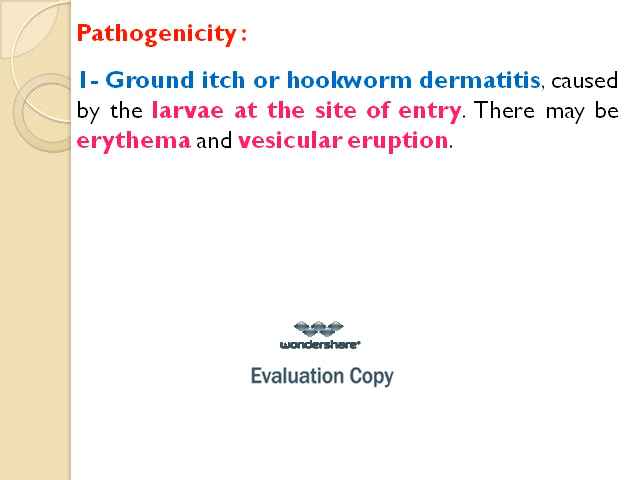 Pathogenicity :
1- Ground itch or hookworm dermatitis, caused
by the larvae at the site of entry. There may be
erythema and vesicular eruption.
wondershare
Evaluation Copy